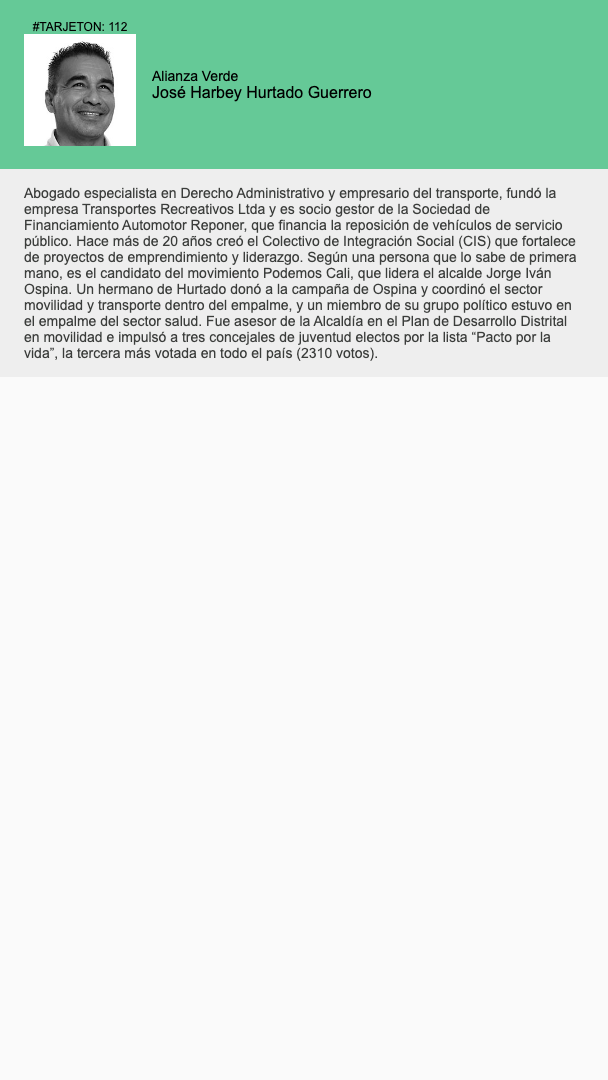 #TARJETON: 112
Alianza Verde
José Harbey Hurtado Guerrero
Abogado especialista en Derecho Administrativo y empresario del transporte, fundó la
empresa Transportes Recreativos Ltda y es socio gestor de la Sociedad de
Financiamiento Automotor Reponer, que financia la reposición de vehículos de servicio
público. Hace más de 20 años creó el Colectivo de Integración Social (CIS) que fortalece
de proyectos de emprendimiento y liderazgo. Según una persona que lo sabe de primera
mano, es el candidato del movimiento Podemos Cali, que lidera el alcalde Jorge Iván
Ospina. Un hermano de Hurtado donó a la campaña de Ospina y coordinó el sector
movilidad y transporte dentro del empalme, y un miembro de su grupo político estuvo en
el empalme del sector salud. Fue asesor de la Alcaldía en el Plan de Desarrollo Distrital
en movilidad e impulsó a tres concejales de juventud electos por la lista “Pacto por la
vida”, la tercera más votada en todo el país (2310 votos).